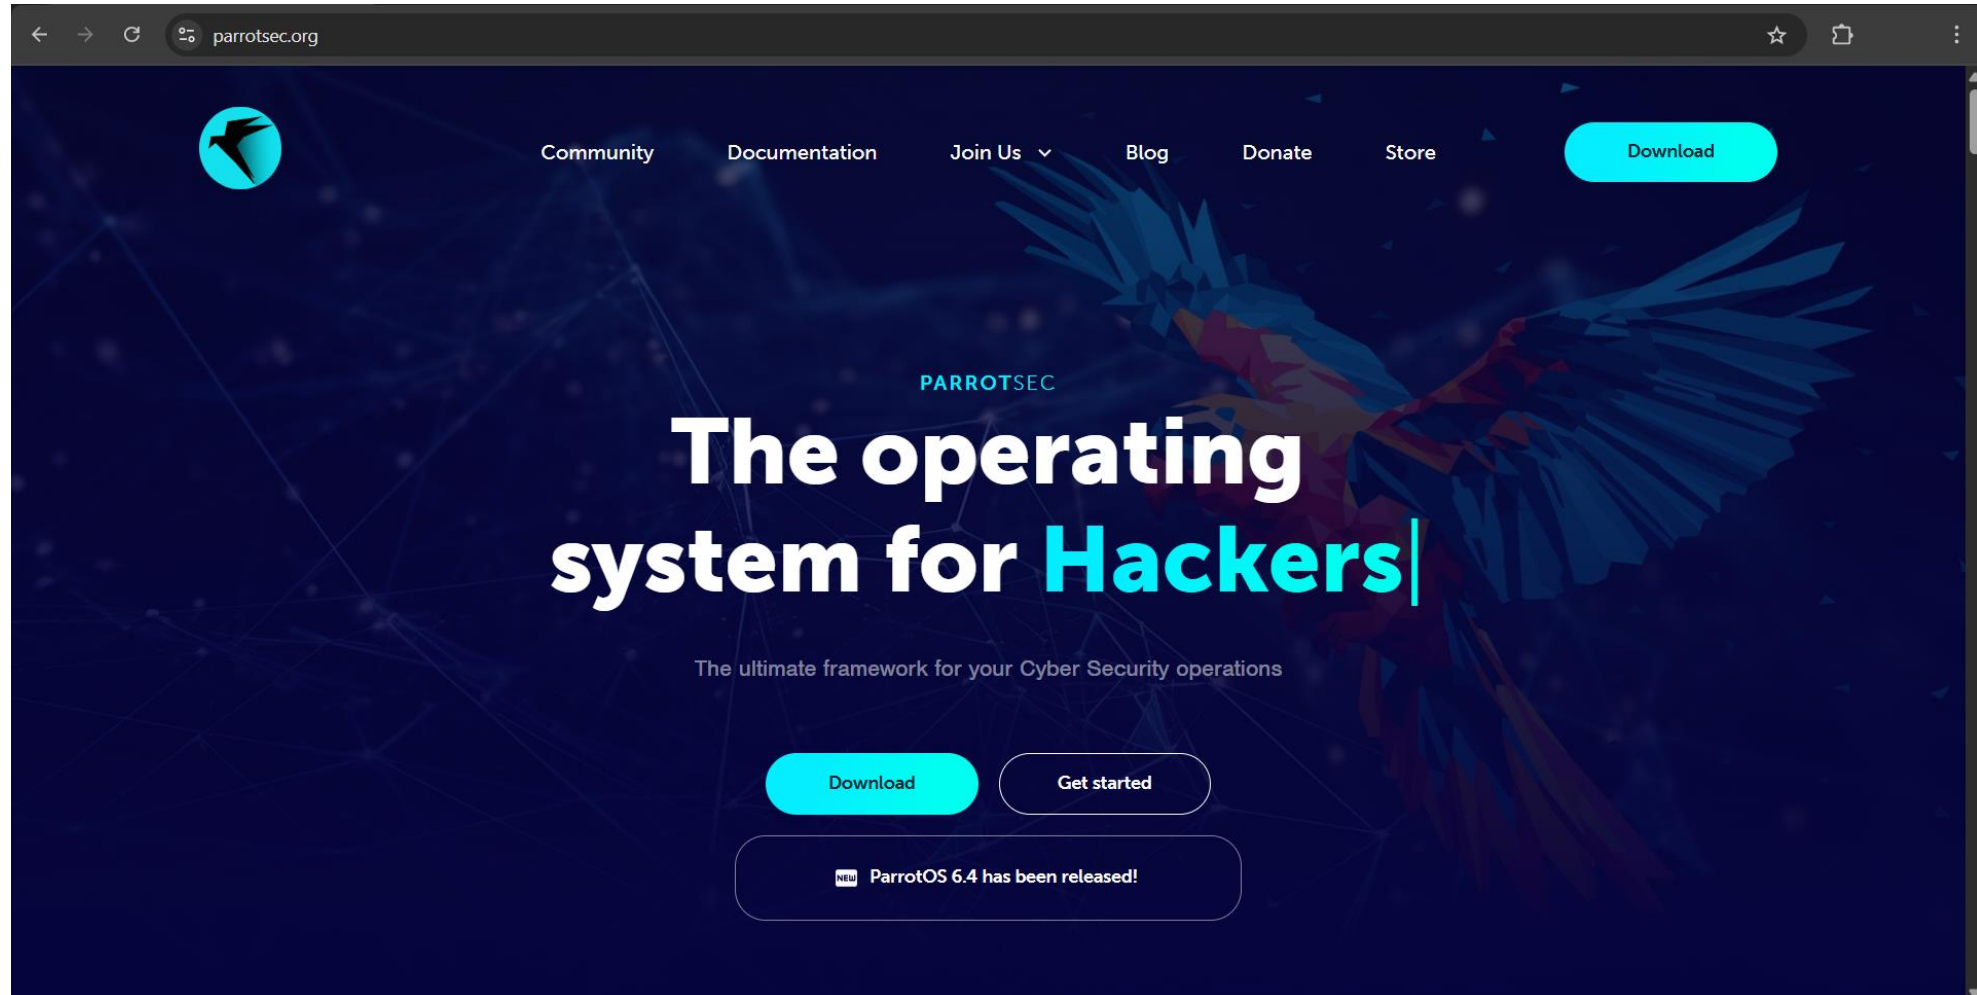 parrotsec.org
Community Documentation Join Us Blog Donate Store Download
PARROTSEC
The operating
system for Hackers
The ultimate framework for your Cyber Security operations
Download Get started
NEW ParrotOS 6.4 has been released!